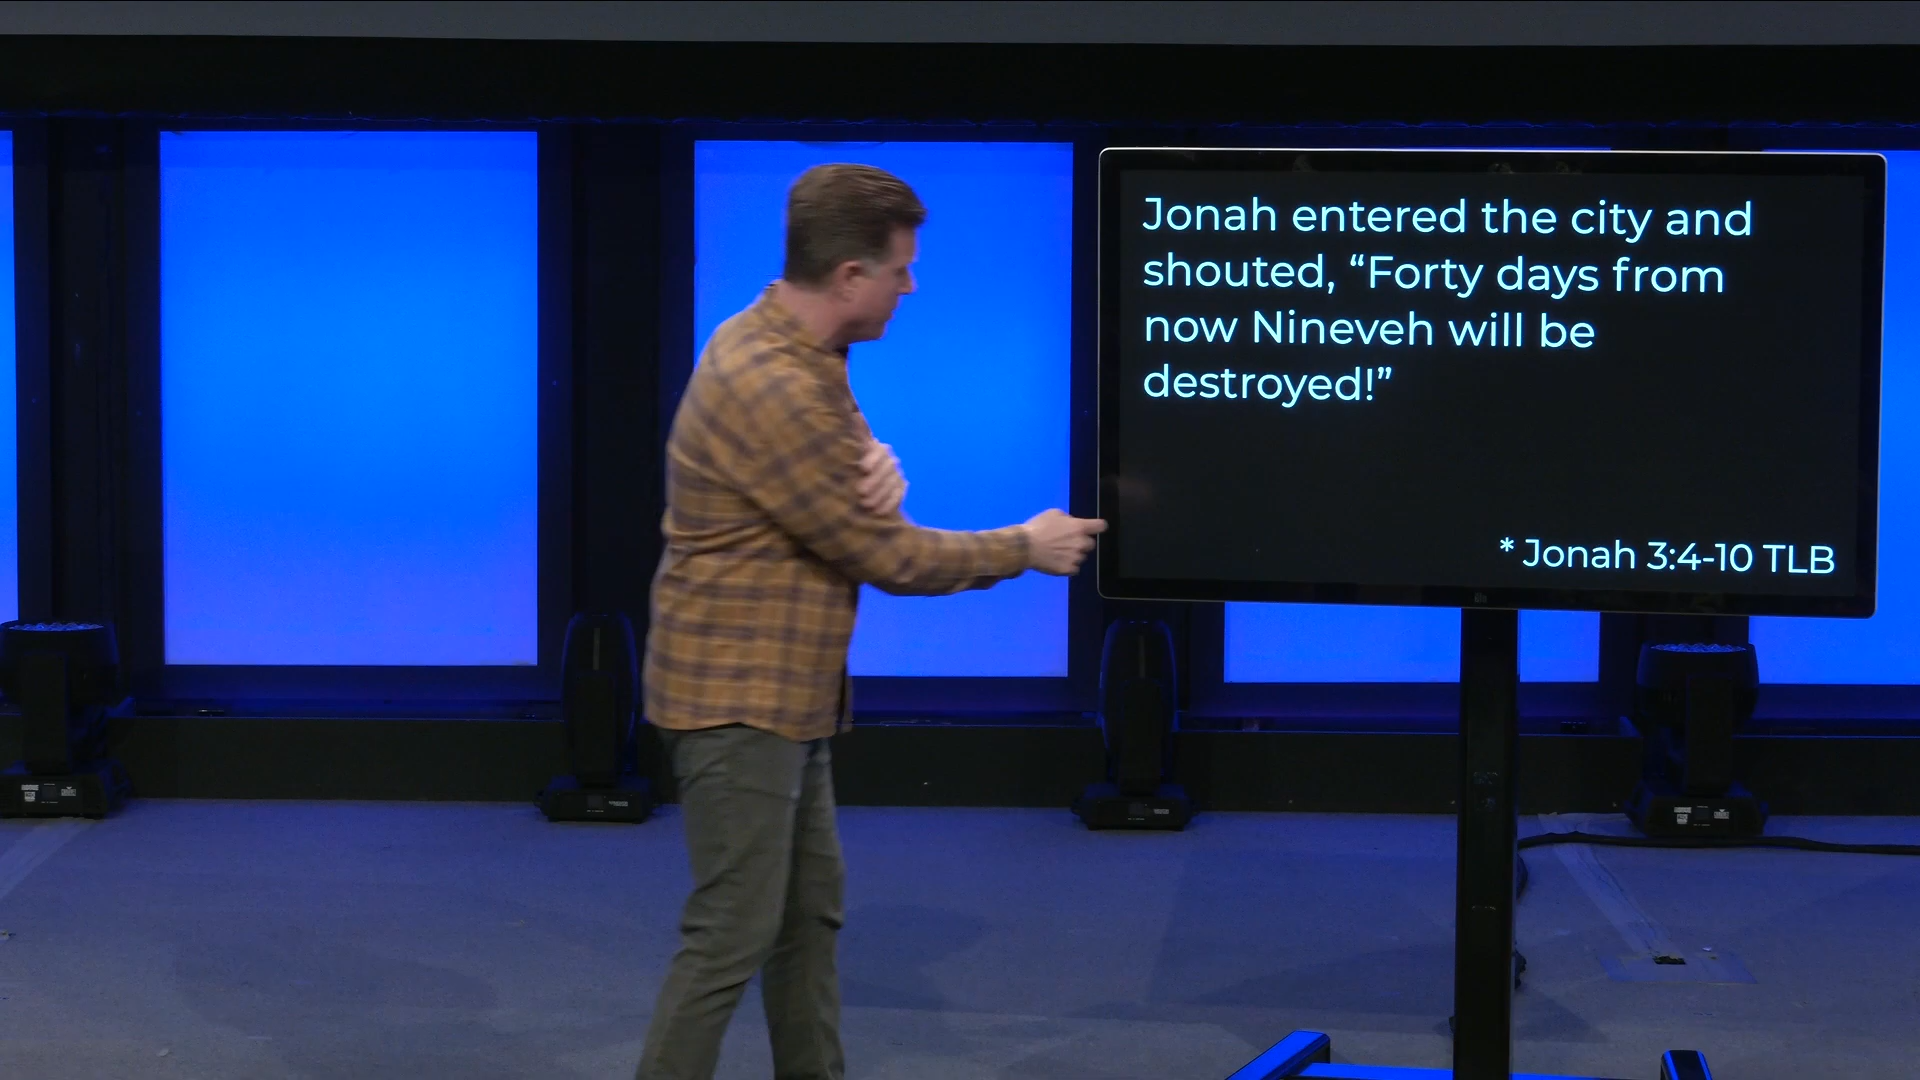 Jonah entered the city and
shouted, “Forty days from
now Nineveh will be
destroyed!”
* Jonah 3:4-10 TLB